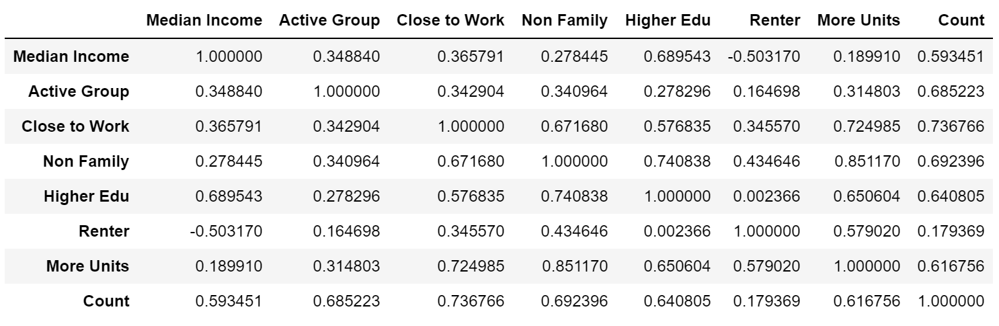 Median Income Active Group Close to Work Non Family Higher Edu Renter More Units Count
Median Income 1.000000 0.348840 0.365791 0.278445 0.689543 -0.503170 0.189910 0.593451
Active Group 0.348840 1.000000 0.342904 0.340964 0.278296 0.164698 0.314803 0.685223
Close to Work 0.365791 0.342904 1.000000 0.671680 0.576835 0.345570 0.724985 0.736766
Non Family 0.278445 0.340964 0.671680 1.000000 0.740838 0.434646 0.851170 0.692396
Higher Edu 0.689543 0.278296 0.576835 0.740838 1.000000 0.002366 0.650604 0.640805
Renter -0.503170 0.164698 0.345570 0.434646 0.002366 1.000000 0.579020 0.179369
More Units 0.189910 0.314803 0.724985 0.851170 0.650604 0.579020 1.000000 0.616756
Count 0.593451 0.685223 0.736766 0.692396 0.640805 0.179369 0.616756 1.000000